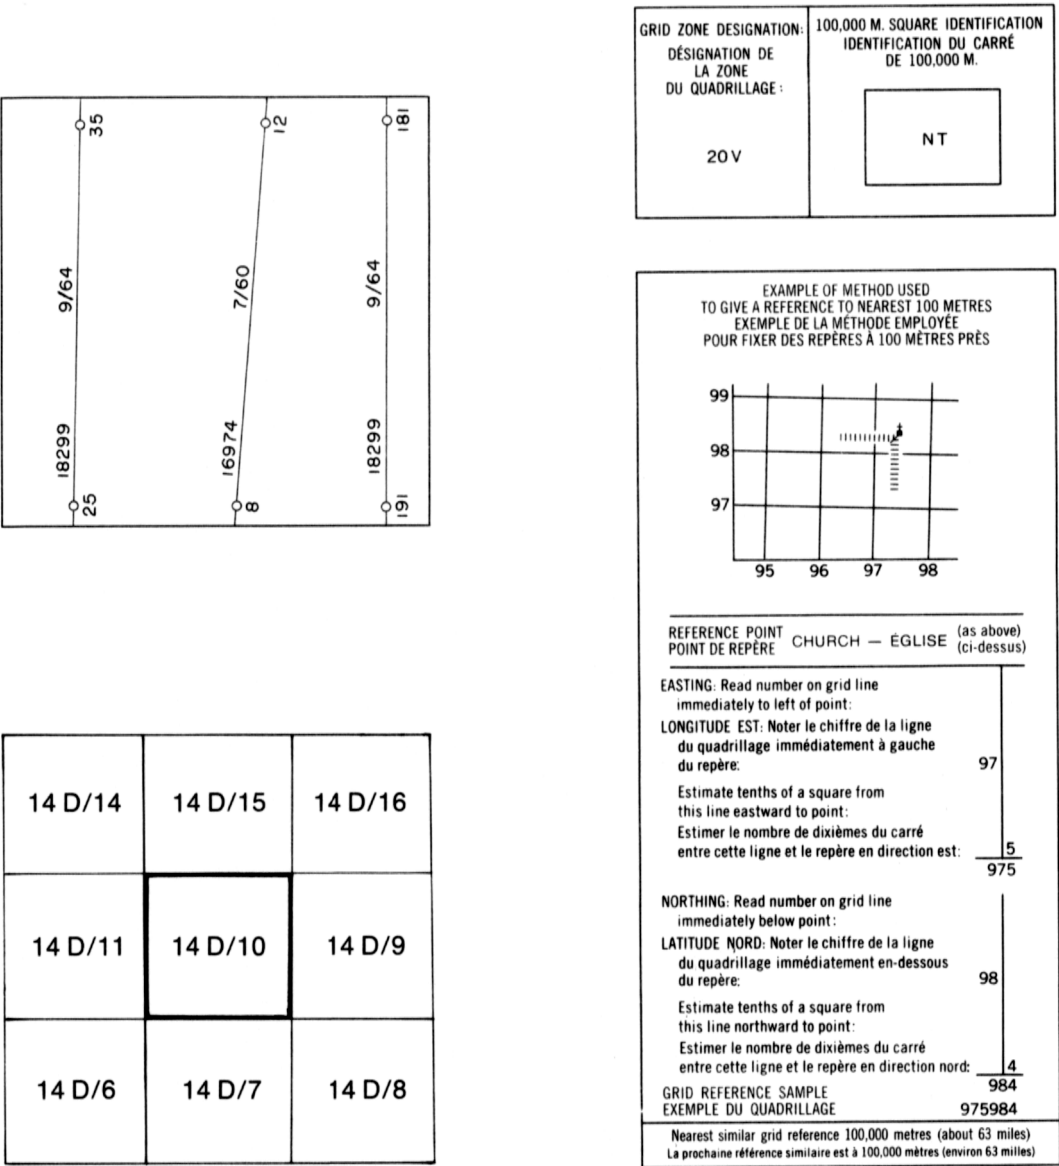 35
12
181
9/64
7/60
9/64
18299
16974
18299
25
8
191
14 D/14 14 D/15 14 D/16
14 D/11 14 D/10 14 D/9
14 D/6 14 D/7 14 D/8
GRID ZONE DESIGNATION:
DÉSIGNATION DE
LA ZONE
DU QUADRILLAGE :
20 V
100,000 M. SQUARE IDENTIFICATION
IDENTIFICATION DU CARRÉ
DE 100,000 M.
NT
EXAMPLE OF METHOD USED
TO GIVE A REFERENCE TO NEAREST 100 METRES
EXEMPLE DE LA MÉTHODE EMPLOYÉE
POUR FIXER DES REPÈRES À 100 MÈTRES PRÈS
99
98
97
95 96 97 98
REFERENCE POINT
POINT DE REPÈRE
CHURCH — ÉGLISE
(as above)
(ci-dessus)
EASTING: Read number on grid line
immediately to left of point:
LONGITUDE EST: Noter le chiffre de la ligne
du quadrillage immédiatement à gauche
du repère: 97
Estimate tenths of a square from
this line eastward to point:
Estimer le nombre de dixièmes du carré
entre cette ligne et le repère en direction est: 5
975
NORTHING: Read number on grid line
immediately below point:
LATITUDE NORD: Noter le chiffre de la ligne
du quadrillage immédiatement en-dessous
du repère: 98
Estimate tenths of a square from
this line northward to point:
Estimer le nombre de dixièmes du carré
entre cette ligne et le repère en direction nord: 4
984
GRID REFERENCE SAMPLE
EXEMPLE DU QUADRILLAGE 975984
Nearest similar grid reference 100,000 metres (about 63 miles)
La prochaine référence similaire est à 100,000 mètres (environ 63 milles)